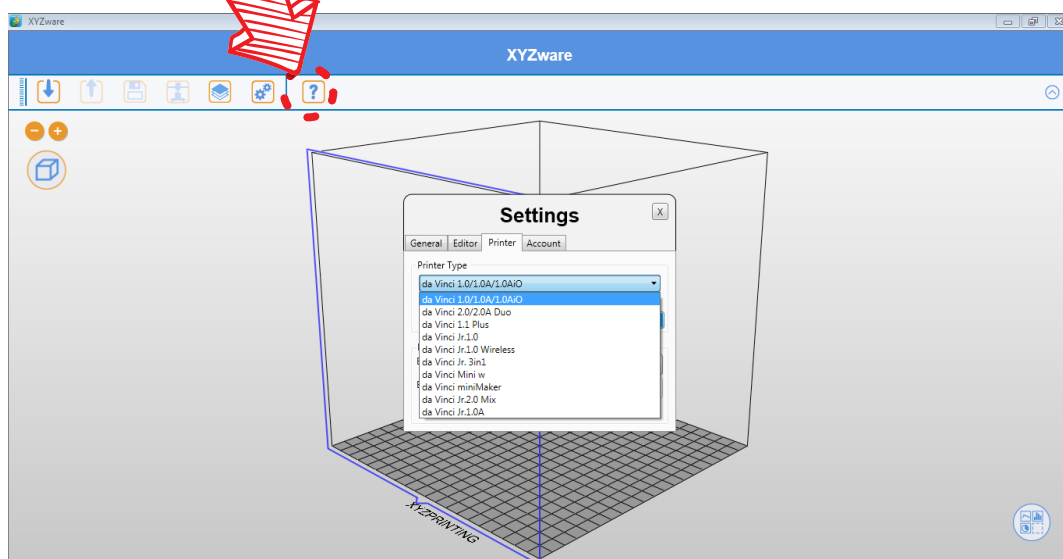 XYZware
XYZware
?
Settings
X
General Editor Printer Account
Printer Type
da Vinci 1.0/1.0A/1.0AiO
da Vinci 1.0/1.0A/1.0AiO
da Vinci 2.0/2.0A Duo
da Vinci 1.1 Plus
da Vinci Jr.1.0
da Vinci Jr.1.0 Wireless
da Vinci Jr. 3in1
da Vinci Mini w
da Vinci miniMaker
da Vinci Jr.2.0 Mix
da Vinci Jr.1.0A
XYZPRINTING